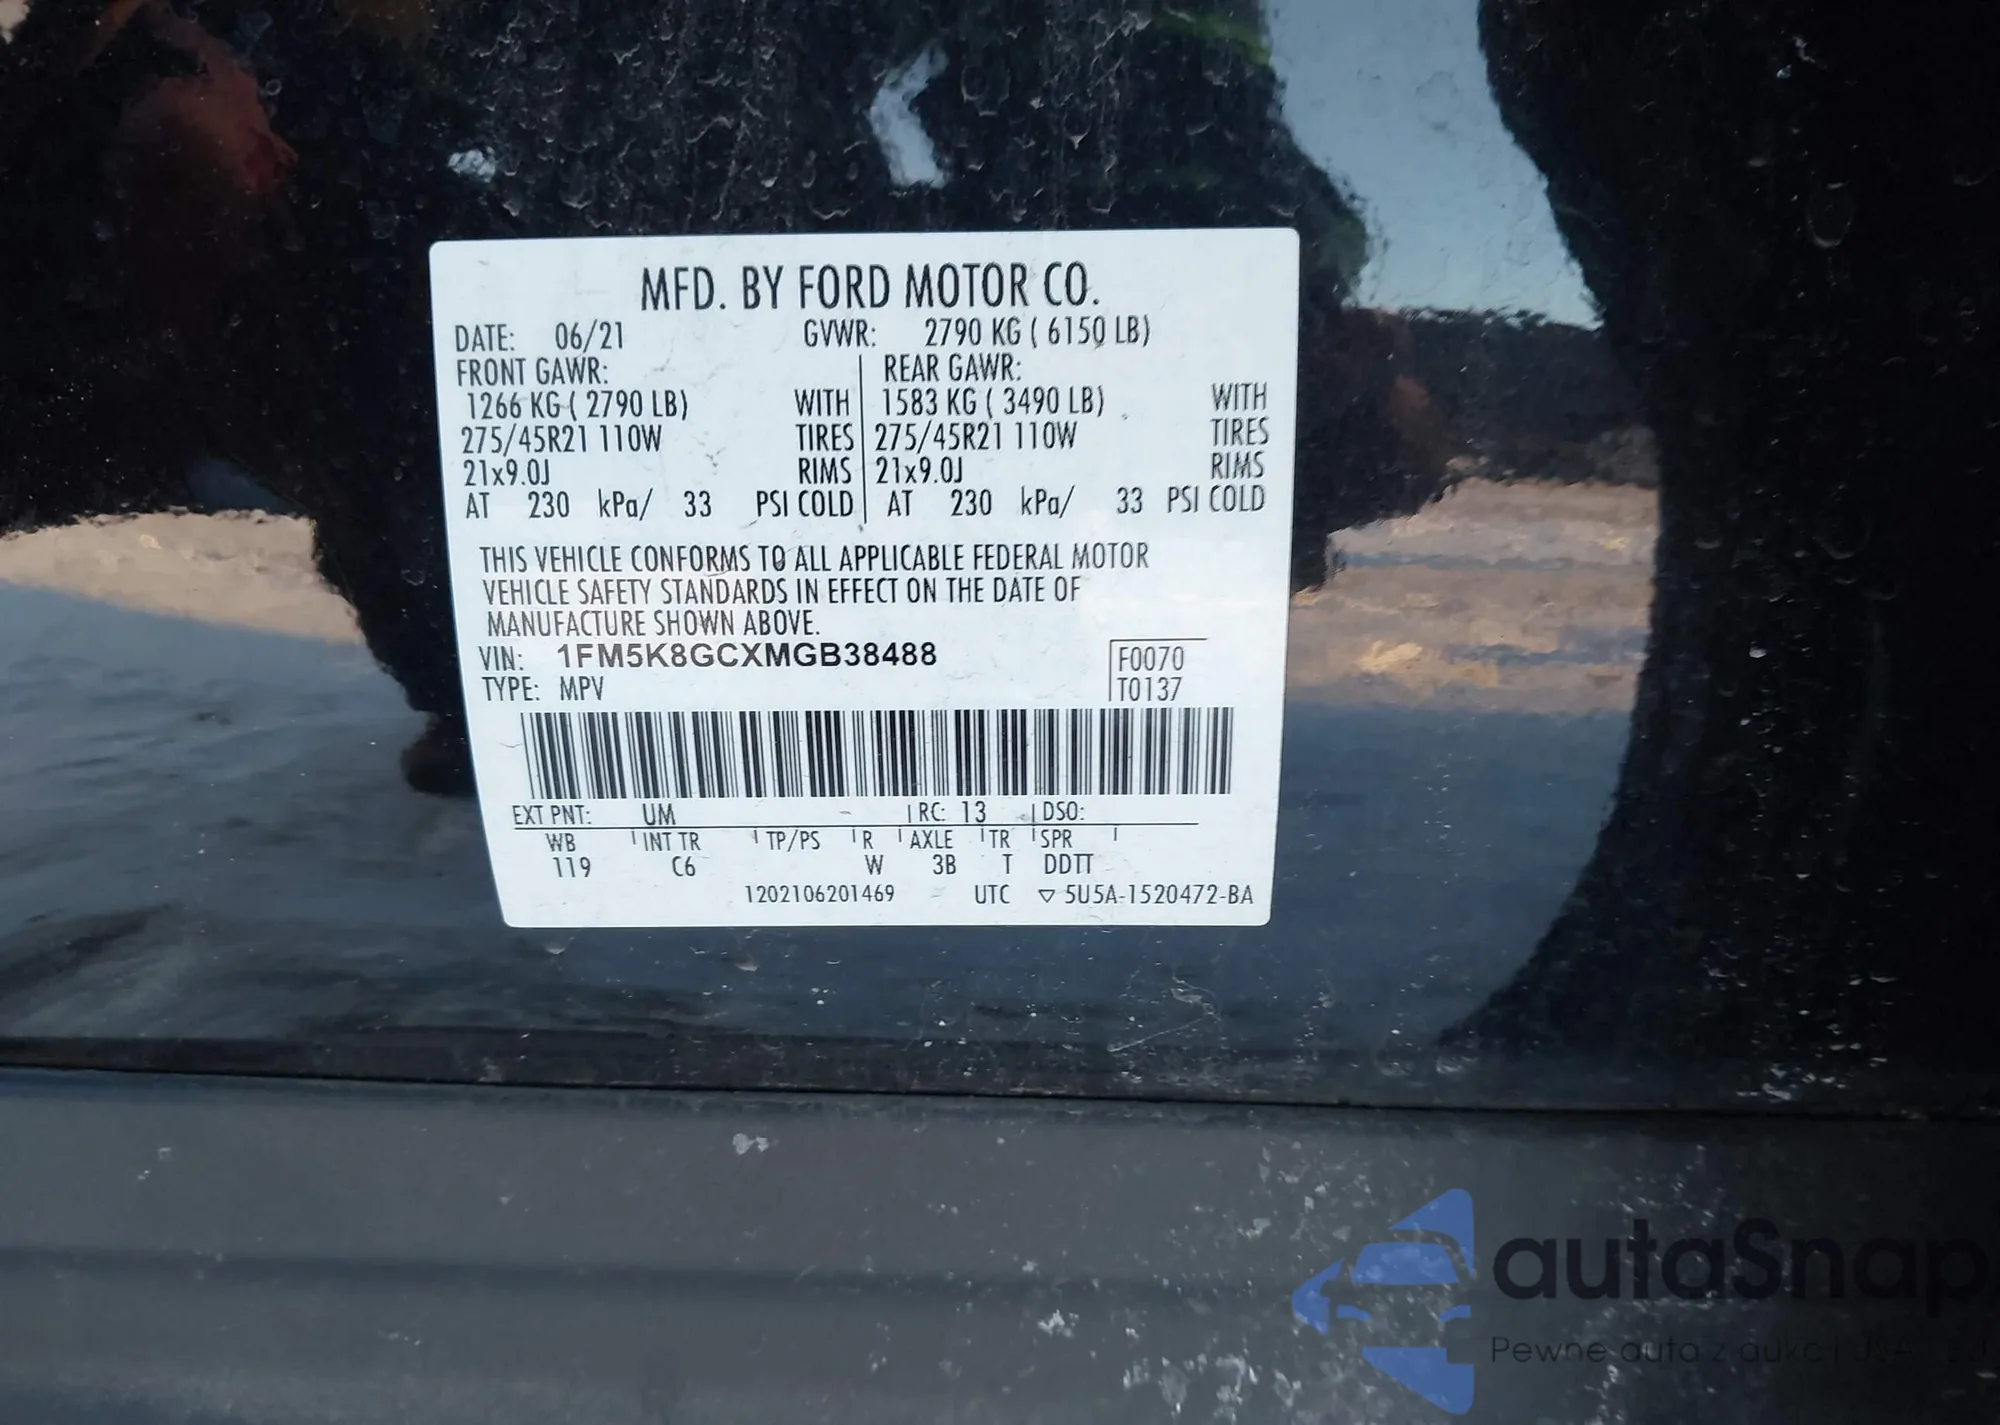 MFD. BY FORD MOTOR CO.
DATE: 06/21 GVWR: 2790 KG ( 6150 LB)
FRONT GAWR: REAR GAWR:
1266 KG ( 2790 LB) WITH 1583 KG ( 3490 LB) WITH
275/45R21 110W TIRES 275/45R21 110W TIRES
21x9.0J RIMS 21x9.0J RIMS
AT 230 kPa/ 33 PSI COLD AT 230 kPa/ 33 PSI COLD
THIS VEHICLE CONFORMS TO ALL APPLICABLE FEDERAL MOTOR
VEHICLE SAFETY STANDARDS IN EFFECT ON THE DATE OF
MANUFACTURE SHOWN ABOVE.
VIN: 1FM5K8GCXMGB38488 F0070
TYPE: MPV T0137
EXT PNT: UM RC: 13 DSO:
WB INT TR TP/PS R AXLE TR SPR
119 C6 W 3B T DDTT
1202106201469 UTC ▽ 5U5A-1520472-BA
autaSnap
Pewne auta z aukcji USA